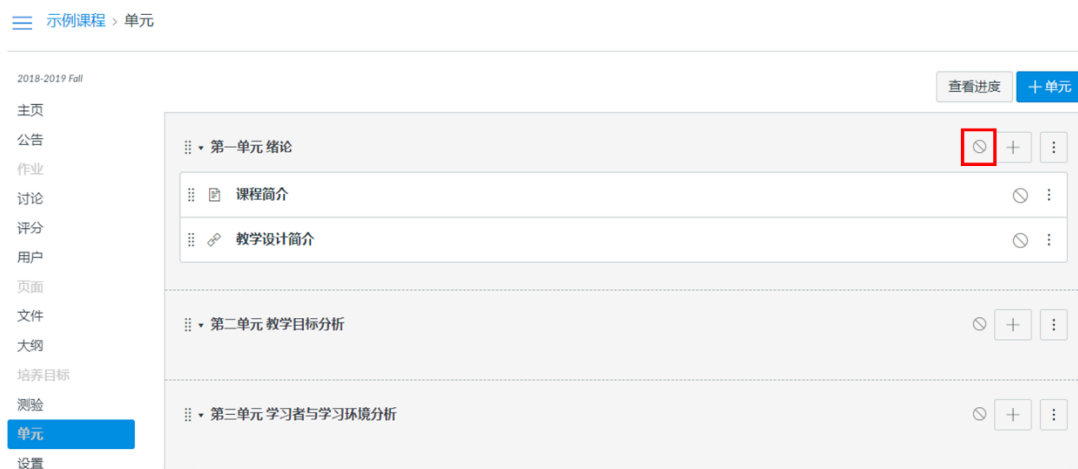 示例课程 › 单元
2018-2019 Fall
查看进度
+单元
主页
公告
作业
讨论
评分
用户
页面
文件
大纲
培养目标
测验
单元
设置
第一单元 绪论
课程简介
教学设计简介
第二单元 教学目标分析
第三单元 学习者与学习环境分析